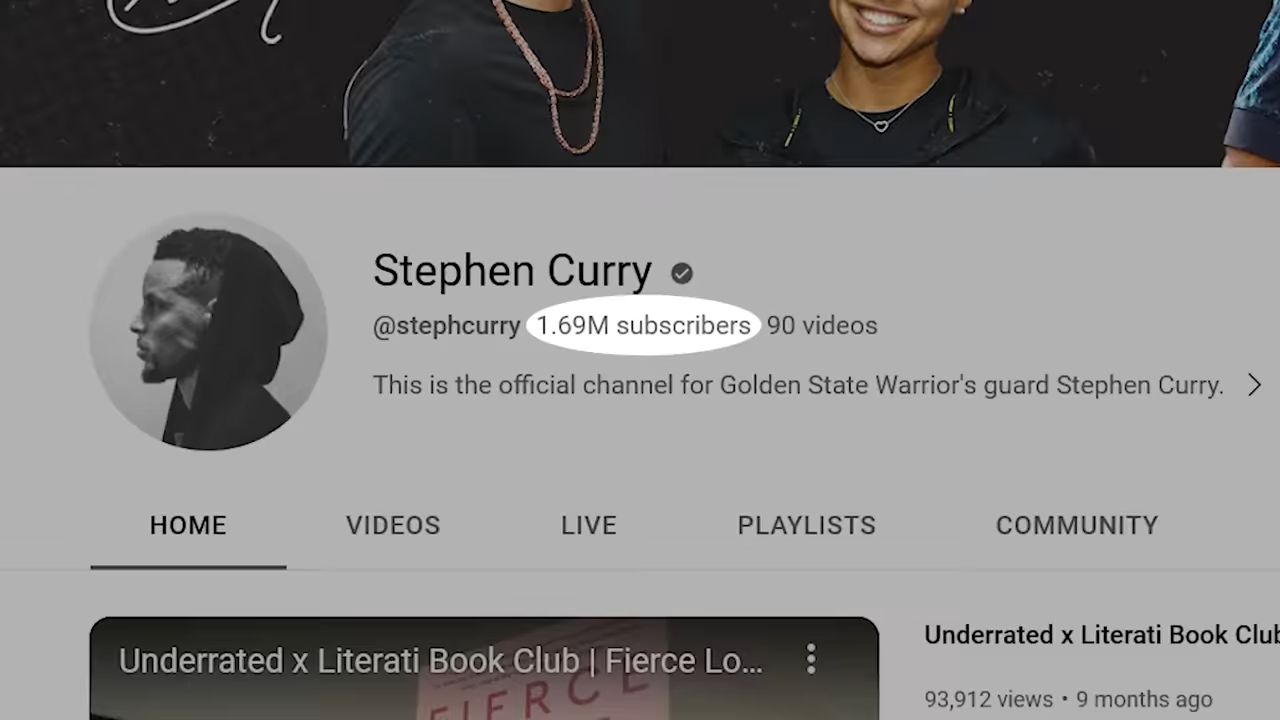 Stephen Curry
@stephcurry 1.69M subscribers 90 videos
This is the official channel for Golden State Warrior's guard Stephen Curry.
HOME VIDEOS LIVE PLAYLISTS COMMUNITY
Underrated x Literati Book Club | Fierce Lo...
FIERCE
Underrated x Literati Book Club
93,912 views • 9 months ago